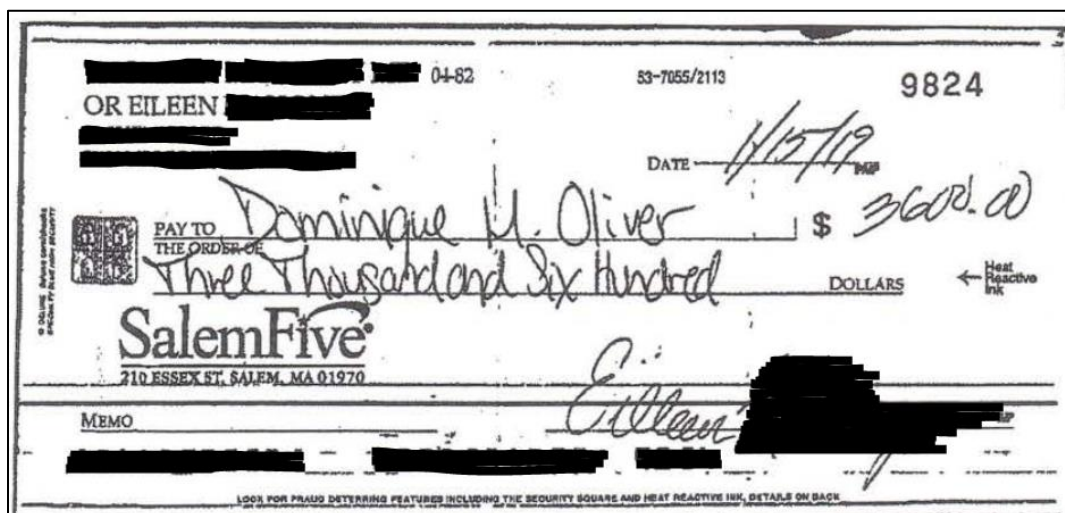 04-82 53-7055/2113 9824
OR EILEEN
DATE 1/15/19
PAY TO THE ORDER OF Dominique M. Oliver $ 3600.00
Three Thousand and Six Hundred DOLLARS
Heat Reactive Ink
SalemFive
210 ESSEX ST, SALEM, MA 01970
MEMO
Eileen
LOOK FOR FRAUD DETERRING FEATURES INCLUDING THE SECURITY SQUARE AND HEAT REACTIVE INK, DETAILS ON BACK